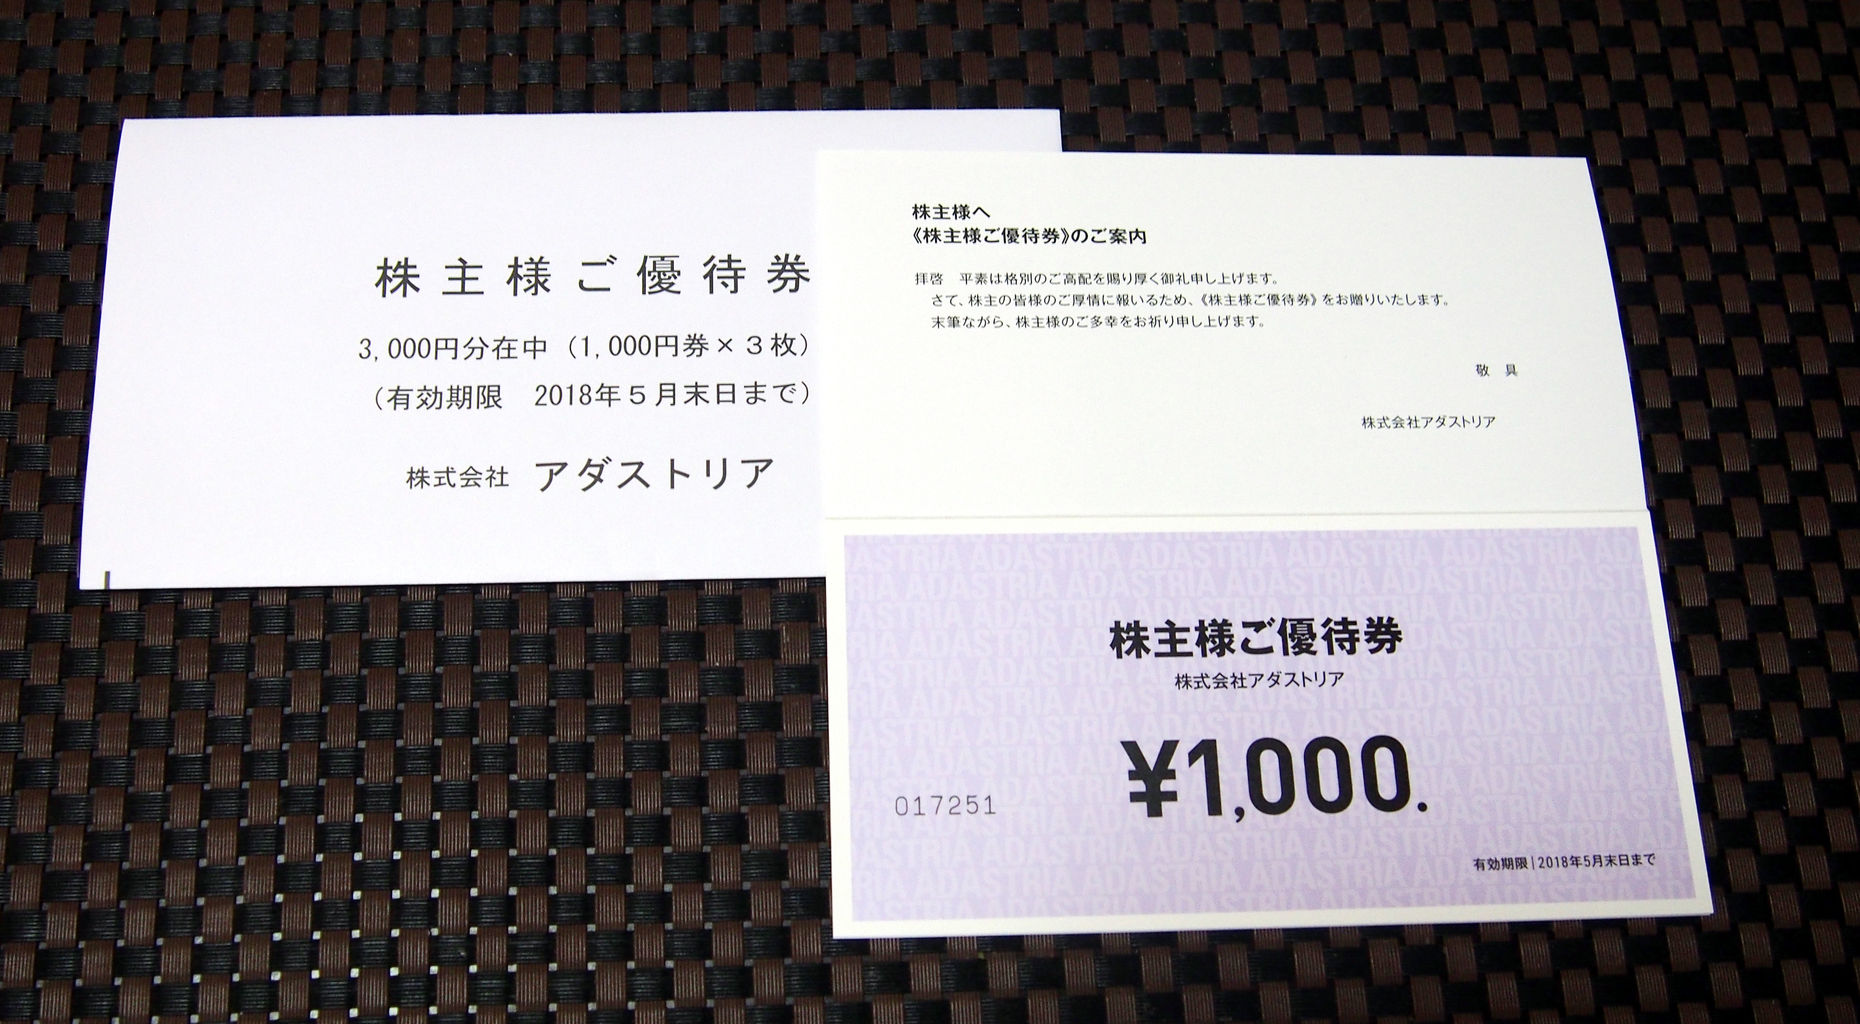 株主様ご優待券
3,000円分在中（1,000円券×３枚）
（有効期限　2018年５月末日まで）
株式会社 アダストリア
株主様へ
《株主様ご優待券》のご案内
拝啓　平素は格別のご高配を賜り厚く御礼申し上げます。
さて、株主の皆様のご厚情に報いるため、《株主様ご優待券》をお贈りいたします。
末筆ながら、株主様のご多幸をお祈り申し上げます。
敬　具
株式会社アダストリア
ADASTRIA ADASTRIA ADASTRIA
株主様ご優待券
株式会社アダストリア
¥1,000.
017251
有効期限|2018年5月末日まで